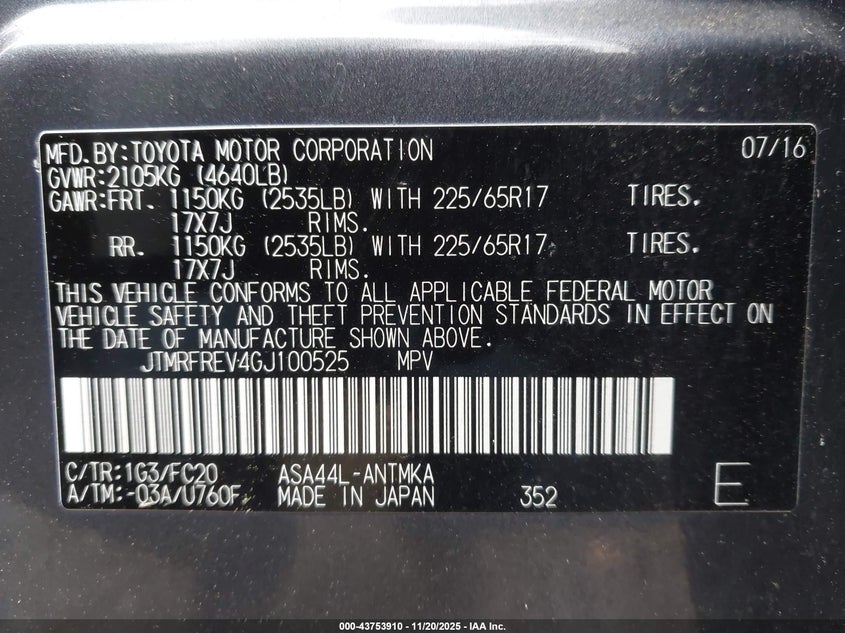 MFD. BY: TOYOTA MOTOR CORPORATION 07/16
GVWR: 2105KG (4640LB)
GAWR: FRT. 1150KG (2535LB) WITH 225/65R17 TIRES.
17X7J RIMS.
RR. 1150KG (2535LB) WITH 225/65R17 TIRES.
17X7J RIMS.
THIS VEHICLE CONFORMS TO ALL APPLICABLE FEDERAL MOTOR
VEHICLE SAFETY AND THEFT PREVENTION STANDARDS IN EFFECT ON
THE DATE OF MANUFACTURE SHOWN ABOVE.
JTMRFREV4GJ100525 MPV
C/TR: 1G3/FC20 ASA44L-ANTMKA
A/TM: -03A/U760F MADE IN JAPAN 352 E
000-43753910 - 11/20/2025 - IAA Inc.